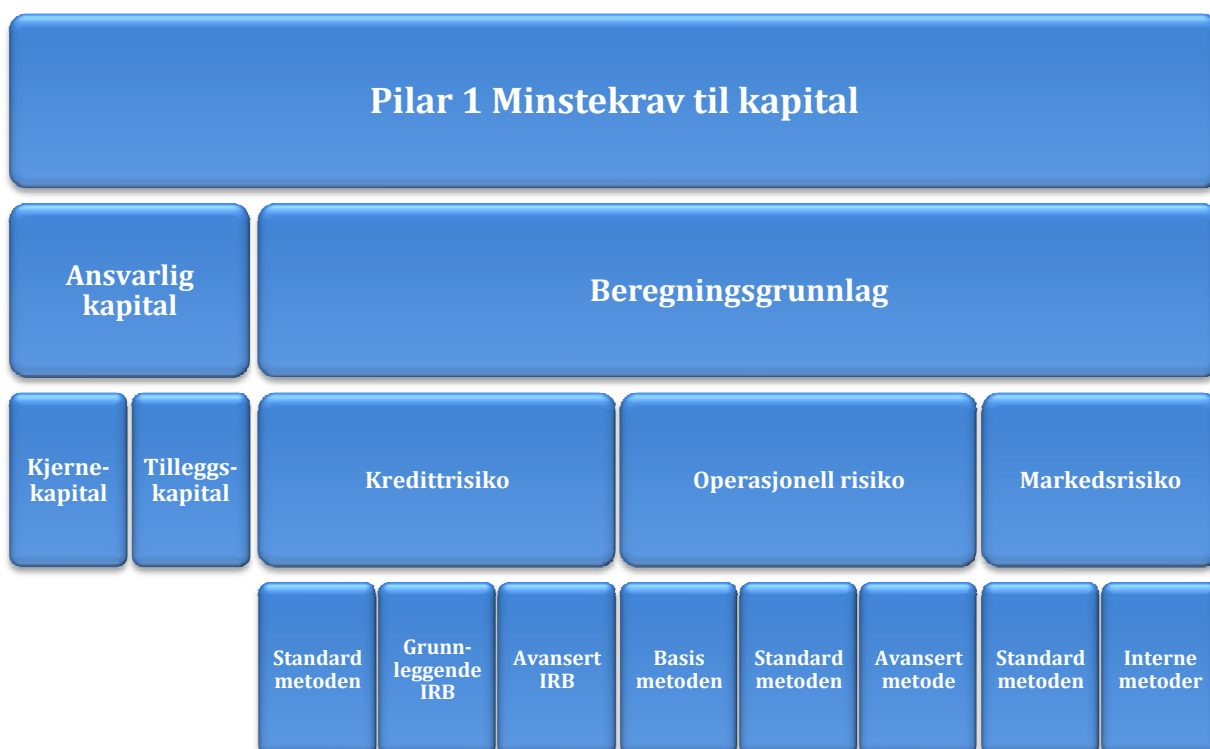 Pilar 1 Minstekrav til kapital
Ansvarlig
kapital
Beregningsgrunnlag
Kjerne-
kapital
Tilleggs-
kapital
Kredittrisiko
Operasjonell risiko
Markedsrisiko
Standard
metoden
Grunn-
leggende
IRB
Avansert
IRB
Basis
metoden
Standard
metoden
Avansert
metode
Standard
metoden
Interne
metoder